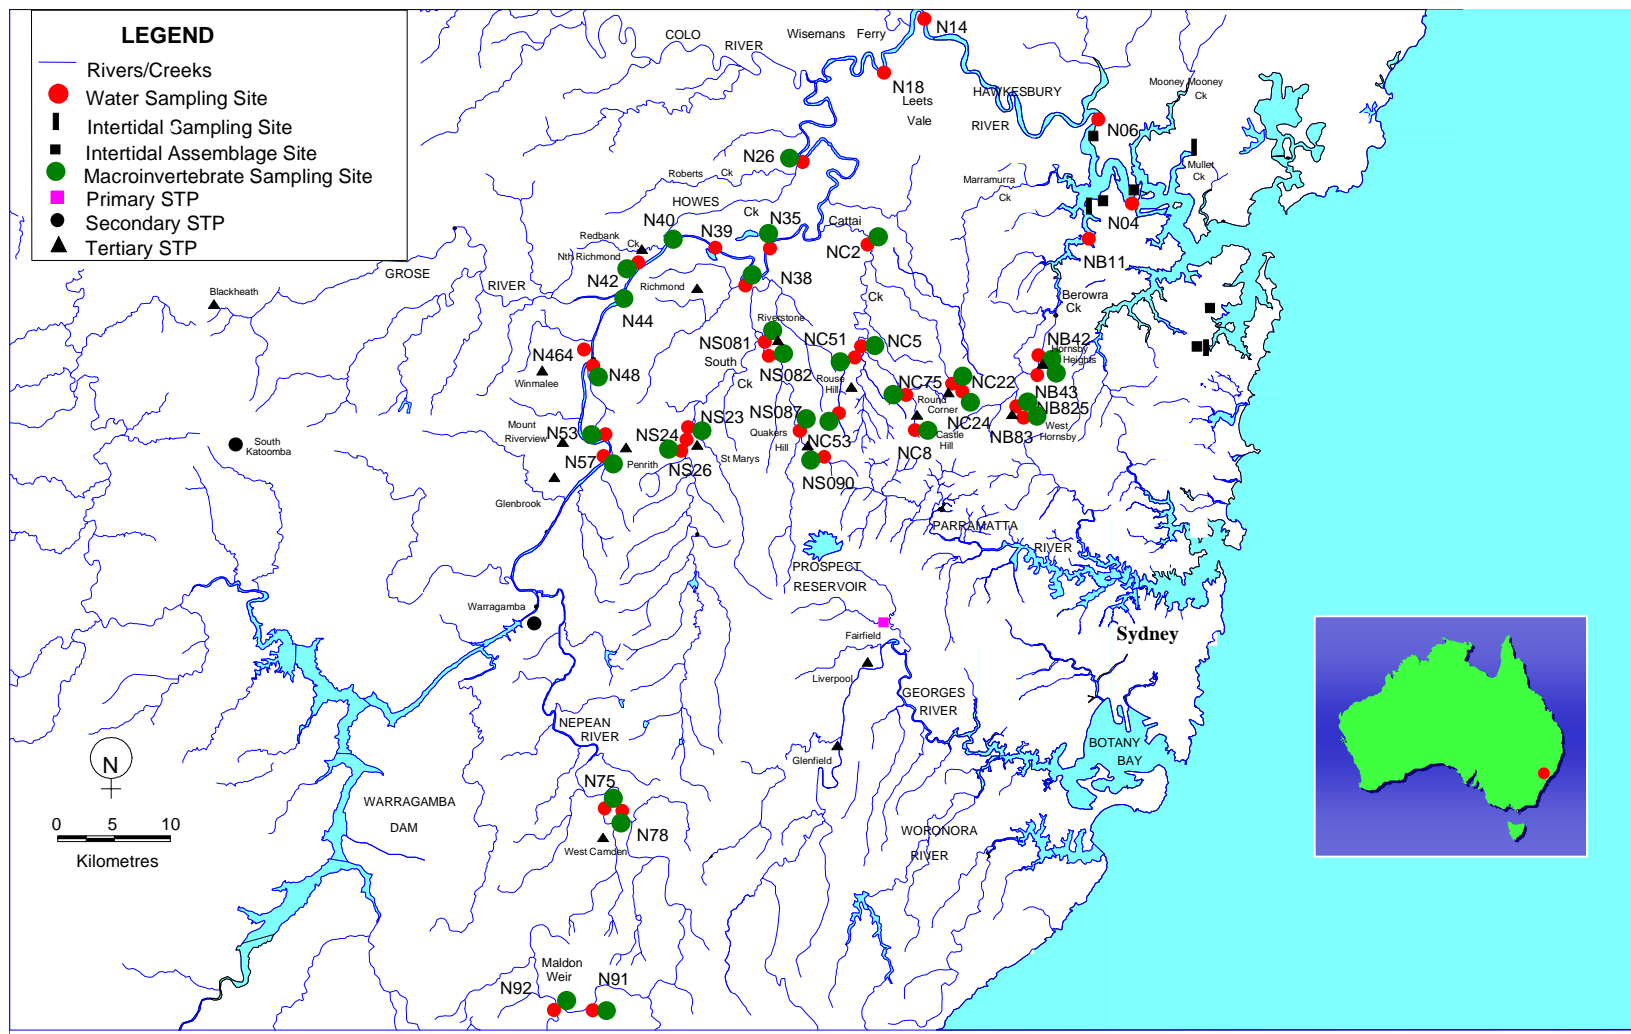 LEGEND
Rivers/Creeks
Water Sampling Site
Intertidal Sampling Site
Intertidal Assemblage Site
Macroinvertebrate Sampling Site
Primary STP
Secondary STP
Tertiary STP
COLO
RIVER
Wisemans Ferry
N14
N18
Leets
Vale
HAWKESBURY
RIVER
Mooney Mooney
Ck
N06
Mullet
Ck
N26
Roberts Ck
HOWES
Ck
Marramurra
Ck
N04
N40
N39
N35
Cattai
NC2
NB11
Redbank
Ck
Nth Richmond
GROSE
RIVER
N42
Richmond
N38
Blackheath
N44
Ck
Berowra
Ck
Riverstone
NS081
NC51
NC5
NB42
Hornsby
Heights
N464
South
Ck
NS082
Winmalee
N48
Rouse
Hill
NC75
NC22
Round
Corner
NB43
NB825
NS23
NS087
NC24
Mount
Riverview
N53
NS24
Quakers
Hill
NC53
NC8
Castle
Hill
NB83
West
Hornsby
South
Katoomba
N57
Penrith
NS26
St Marys
NS090
Glenbrook
PARRAMATTA
RIVER
PROSPECT
RESERVOIR
Warragamba
Fairfield
Sydney
Liverpool
GEORGES
RIVER
NEPEAN
RIVER
Glenfield
BOTANY
BAY
N
N75
WARRAGAMBA
DAM
0 5 10
Kilometres
N78
West Camden
WORONORA
RIVER
Maldon
Weir
N92
N91